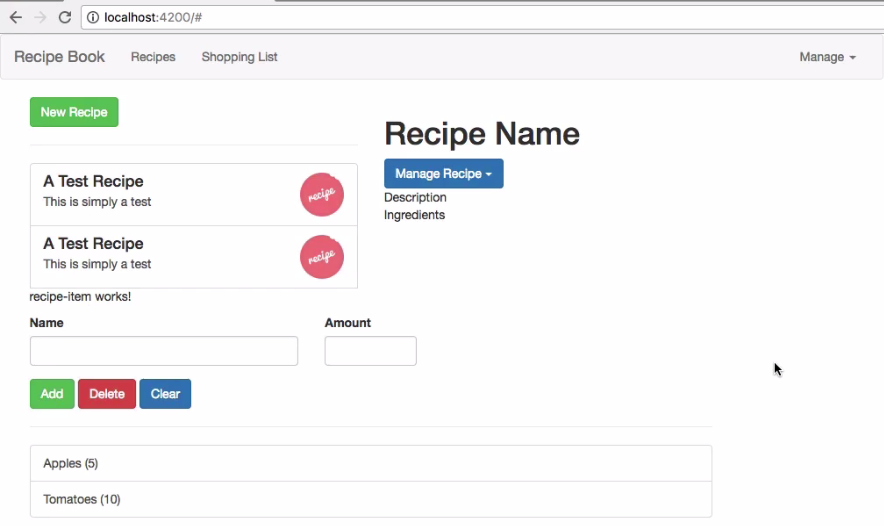 localhost:4200/#
Recipe Book Recipes Shopping List Manage
New Recipe
A Test Recipe
This is simply a test
recipe
A Test Recipe
This is simply a test
recipe
recipe-item works!
Recipe Name
Manage Recipe
Description
Ingredients
Name Amount
Add Delete Clear
Apples (5)
Tomatoes (10)